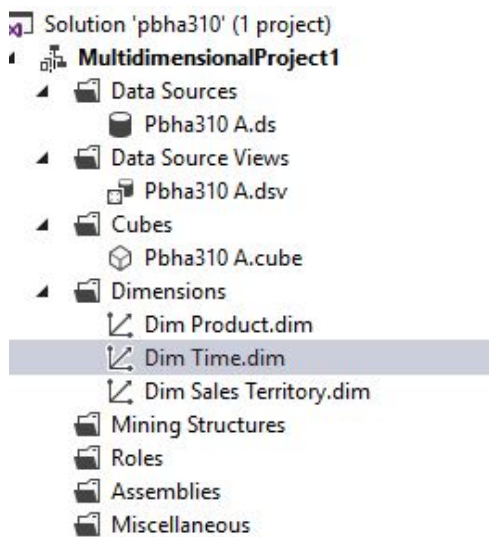 Solution 'pbha310' (1 project)
MultidimensionalProject1
Data Sources
Pbha310 A.ds
Data Source Views
Pbha310 A.dsv
Cubes
Pbha310 A.cube
Dimensions
Dim Product.dim
Dim Time.dim
Dim Sales Territory.dim
Mining Structures
Roles
Assemblies
Miscellaneous